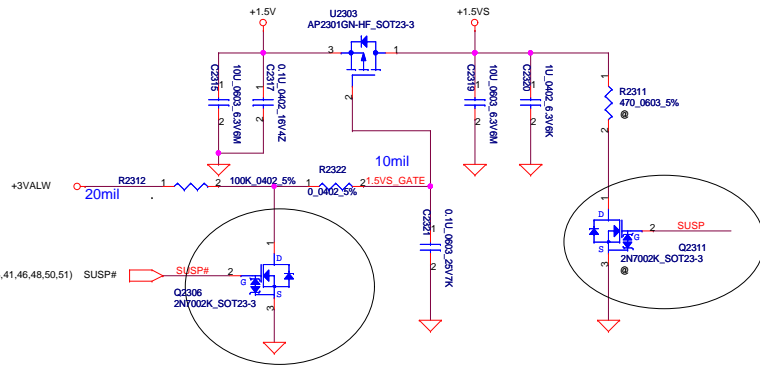 +1.5V
U2303
AP2301GN-HF_SOT23-3
+1.5VS
3
1
2
C2315
10U_0603_6.3V6M
1
2
C2317
0.1U_0402_16V4Z
1
2
C2319
10U_0603_6.3V6M
1
2
C2320
1U_0402_6.3V6K
1
2
1
R2311
470_0603_5%
@
2
10mil
+3VALW
20mil
R2312
1
2
100K_0402_5%
R2322
1
2
0_0402_5%
1.5VS_GATE
C2321
0.1U_0603_25V7K
1
2
,41,46,48,50,51)
SUSP#
SUSP#
2
1
D
G
S
3
Q2306
2N7002K_SOT23-3
1
D
G
S
3
2
SUSP
Q2311
2N7002K_SOT23-3
@